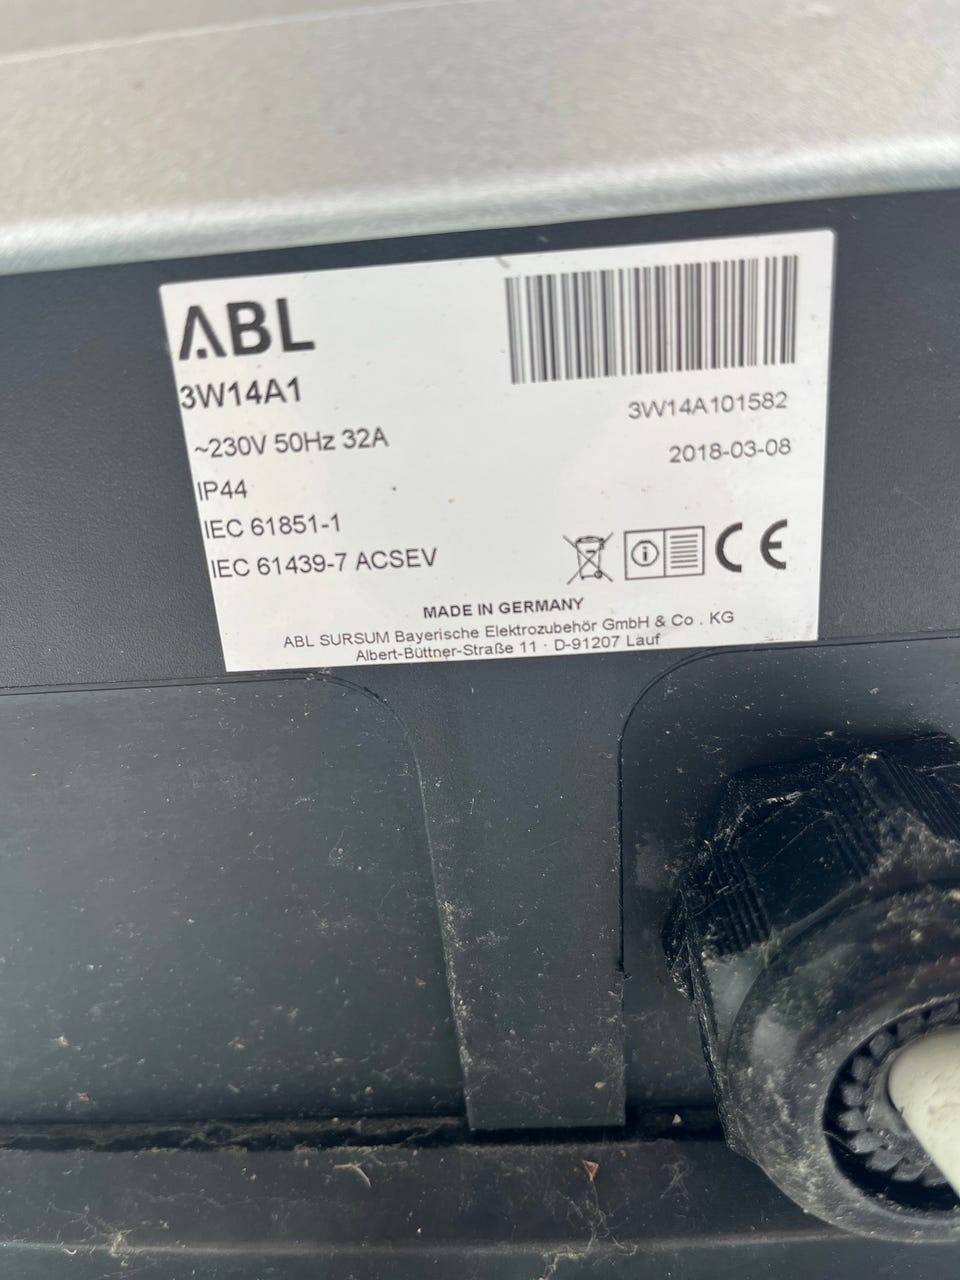 ABL
3W14A1
~230V 50Hz 32A
IP44
IEC 61851-1
IEC 61439-7 ACSEV
3W14A101582
2018-03-08
CE
MADE IN GERMANY
ABL SURSUM Bayerische Elektrozubehör GmbH & Co . KG
Albert-Büttner-Straße 11 · D-91207 Lauf